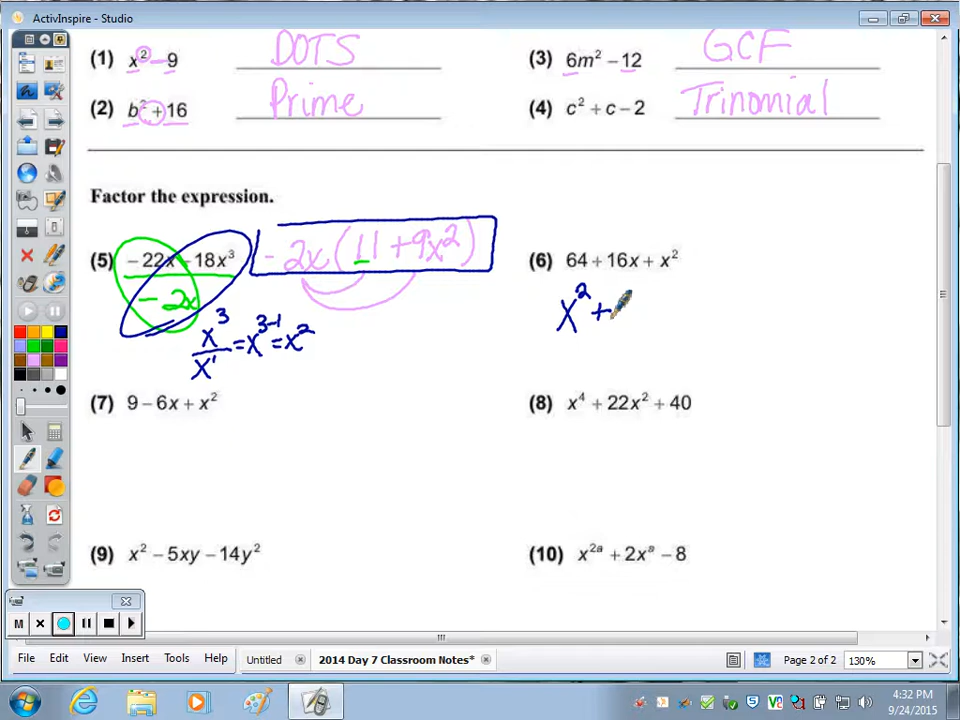 ActivInspire - Studio
(1) x² − 9 DOTS
(3) 6m² − 12 GCF
(2) b² + 16 Prime
(4) c² + c − 2 Trinomial
Factor the expression.
(5) − 22x − 18x³ - 2x (11 + 9x²)
- 2x
x³/x¹ = x³⁻¹ = x²
(6) 64 + 16x + x²
x² +
(7) 9 − 6x + x²
(8) x⁴ + 22x² + 40
(9) x² − 5xy − 14y²
(10) x²ᵃ + 2xᵃ − 8
M
File Edit View Insert Tools Help Untitled 2014 Day 7 Classroom Notes* Page 2 of 2 130%
4:32 PM
9/24/2015